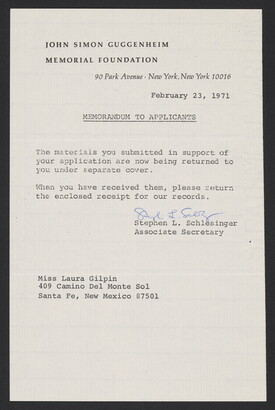 JOHN SIMON GUGGENHEIM
MEMORIAL FOUNDATION
90 Park Avenue · New York, New York 10016
February 23, 1971
MEMORANDUM TO APPLICANTS
The materials you submitted in support of
your application are now being returned to
you under separate cover.
When you have received them, please return
the enclosed receipt for our records.
Stephen L. Schlesinger
Associate Secretary
Miss Laura Gilpin
409 Camino Del Monte Sol
Santa Fe, New Mexico 87501